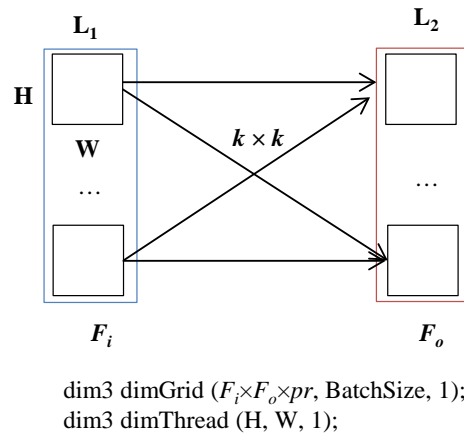 L₁ L₂
H
W
k × k
... ...
Fᵢ Fₒ
dim3 dimGrid (Fᵢ×Fₒ×pr, BatchSize, 1);
dim3 dimThread (H, W, 1);